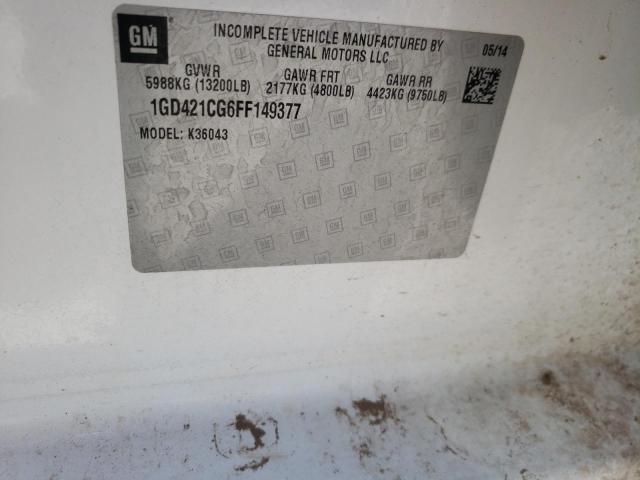 GM
INCOMPLETE VEHICLE MANUFACTURED BY
GENERAL MOTORS LLC
05/14
GVWR GAWR FRT GAWR RR
5988KG (13200LB) 2177KG (4800LB) 4423KG (9750LB)
1GD421CG6FF149377
MODEL: K36043